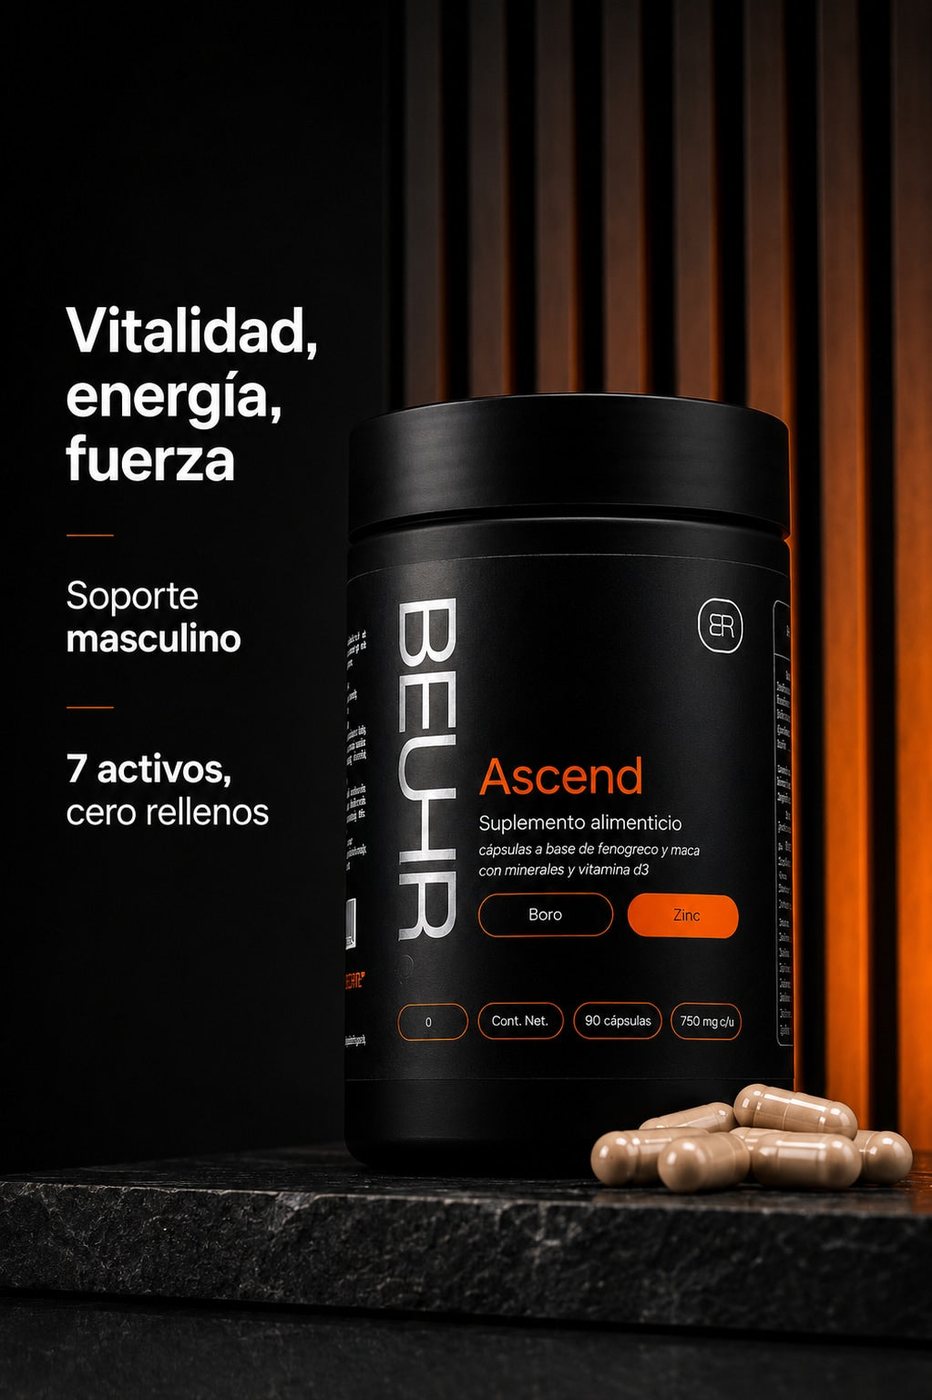 Vitalidad,
energía,
fuerza
Soporte
masculino
7 activos,
cero rellenos
BEUHR
BR
Ascend
Suplemento alimenticio
cápsulas a base de fenogreco y maca
con minerales y vitamina d3
Boro
Zinc
0
Cont. Net.
90 cápsulas
750 mg c/u